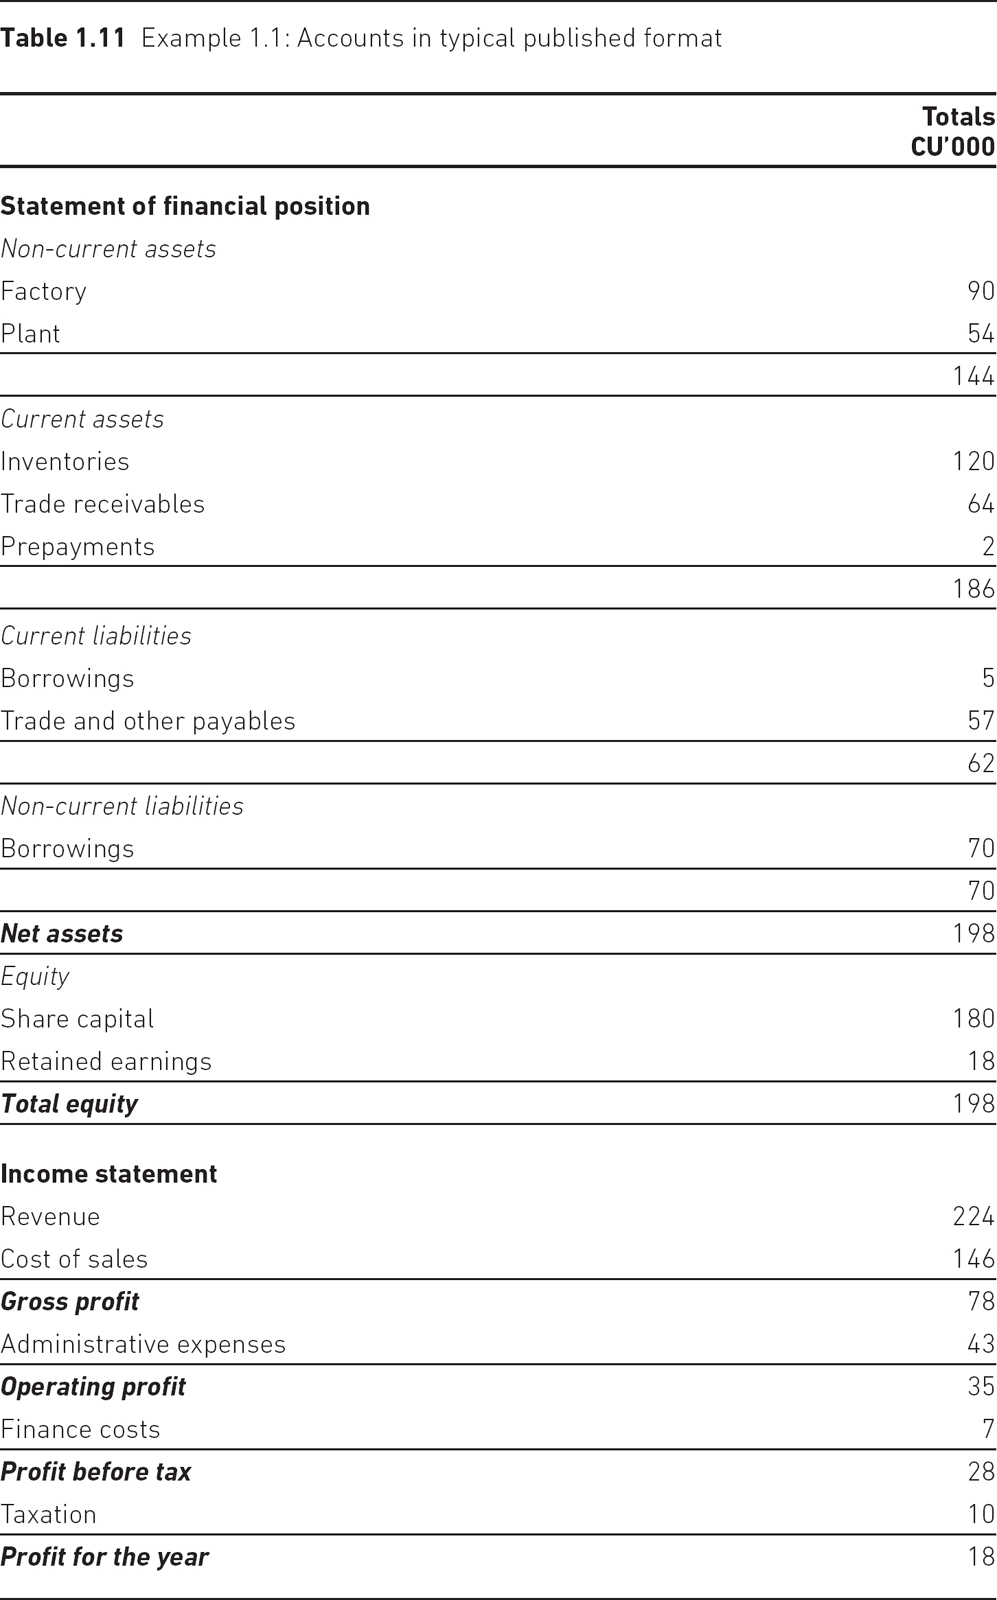 Table 1.11 Example 1.1: Accounts in typical published format
Totals
CU’000
Statement of financial position
Non-current assets
Factory 90
Plant 54
144
Current assets
Inventories 120
Trade receivables 64
Prepayments 2
186
Current liabilities
Borrowings 5
Trade and other payables 57
62
Non-current liabilities
Borrowings 70
70
Net assets 198
Equity
Share capital 180
Retained earnings 18
Total equity 198
Income statement
Revenue 224
Cost of sales 146
Gross profit 78
Administrative expenses 43
Operating profit 35
Finance costs 7
Profit before tax 28
Taxation 10
Profit for the year 18